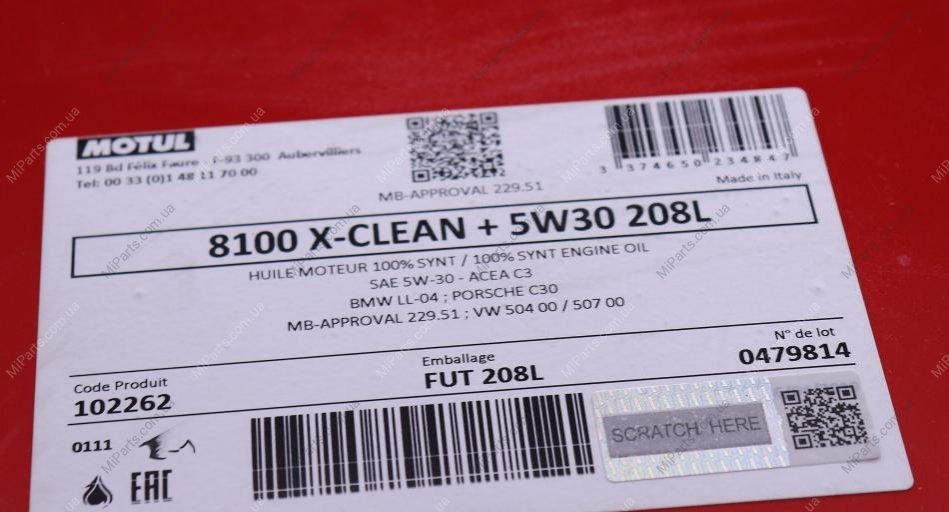 MOTUL
119 Bd Félix Faure - F-93 300 Aubervilliers
Tel: 00 33 (0)1 48 11 70 00
MB-APPROVAL 229.51
3 374650 234847
Made in Italy
8100 X-CLEAN + 5W30 208L
HUILE MOTEUR 100% SYNT / 100% SYNT ENGINE OIL
SAE 5W-30 - ACEA C3
BMW LL-04 ; PORSCHE C30
MB-APPROVAL 229.51 ; VW 504 00 / 507 00
Code Produit
102262
Emballage
FUT 208L
N° de lot
0479814
0111
EAC
SCRATCH HERE
MiParts.com.ua